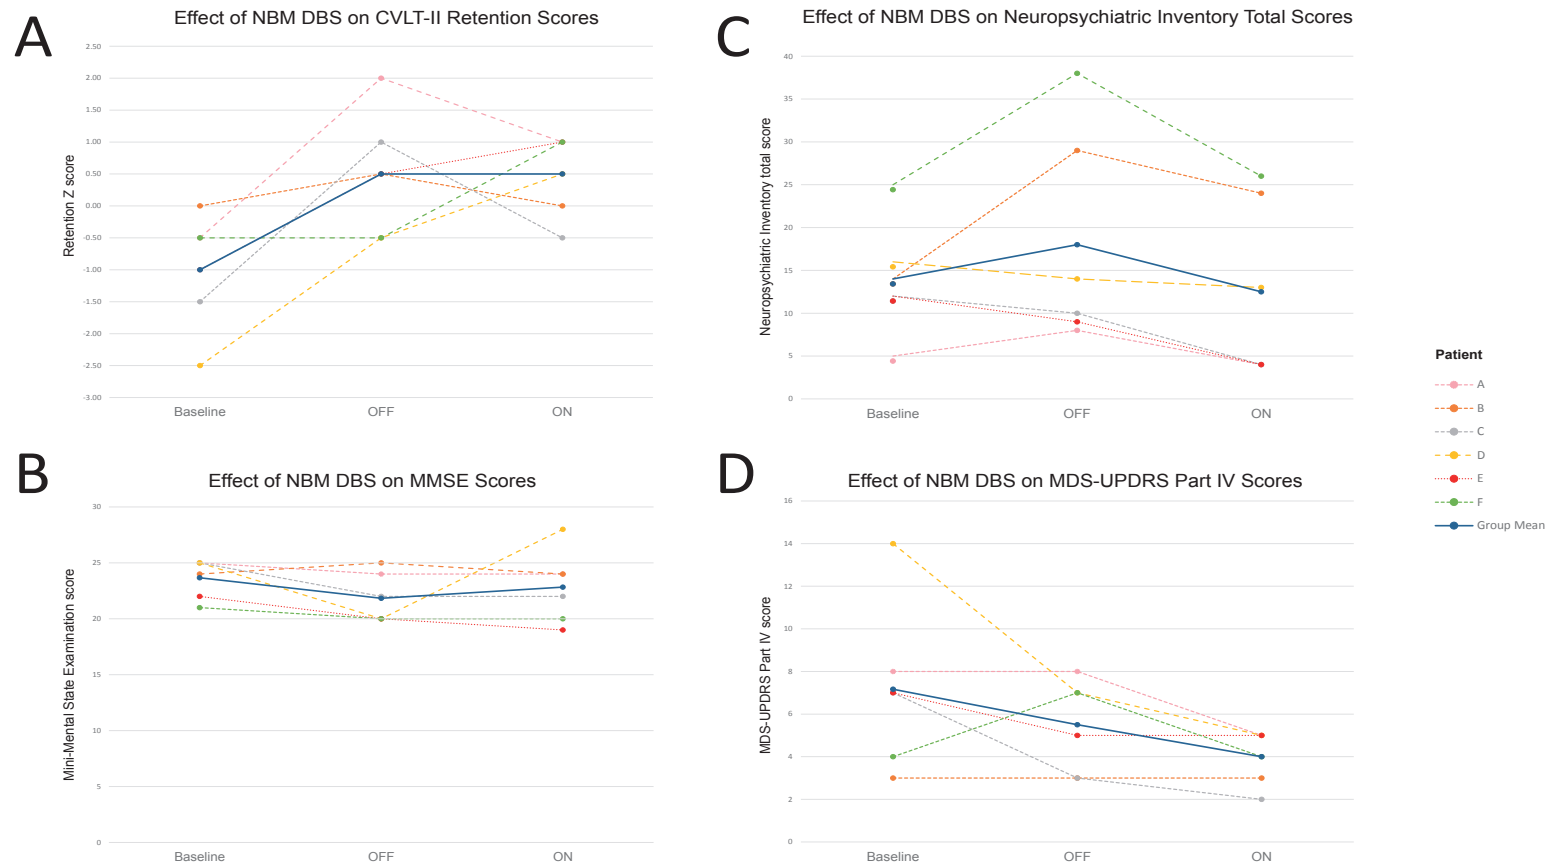 A
Effect of NBM DBS on CVLT-II Retention Scores
Retention Z score
2.50
2.00
1.50
1.00
0.50
0.00
-0.50
-1.00
-1.50
-2.00
-2.50
-3.00
Baseline OFF ON
C
Effect of NBM DBS on Neuropsychiatric Inventory Total Scores
Neuropsychiatric Inventory total score
40
35
30
25
20
15
10
5
0
Baseline OFF ON
B
Effect of NBM DBS on MMSE Scores
Mini-Mental State Examination score
30
25
20
15
10
5
0
Baseline OFF ON
D
Effect of NBM DBS on MDS-UPDRS Part IV Scores
MDS-UPDRS Part IV score
16
14
12
10
8
6
4
2
0
Baseline OFF ON
Patient
A
B
C
D
E
F
Group Mean